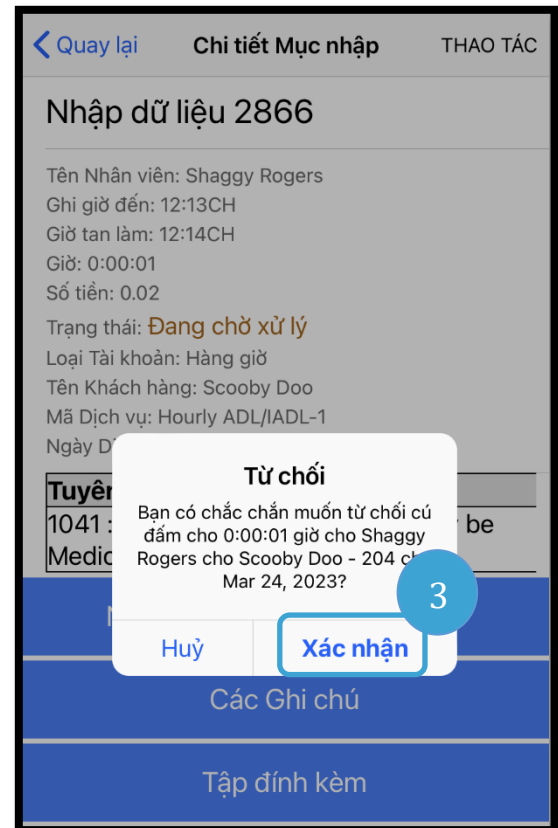 Quay lại Chi tiết Mục nhập THAO TÁC
Nhập dữ liệu 2866
Tên Nhân viên: Shaggy Rogers
Ghi giờ đến: 12:13CH
Giờ tan làm: 12:14CH
Giờ: 0:00:01
Số tiền: 0.02
Trạng thái: Đang chờ xử lý
Loại Tài khoản: Hàng giờ
Tên Khách hàng: Scooby Doo
Mã Dịch vụ: Hourly ADL/IADL-1
Ngày
Từ chối
1041 : be
Bạn có chắc chắn muốn từ chối cú
đấm cho 0:00:01 giờ cho Shaggy
Rogers cho Scooby Doo - 204
Mar 24, 2023?
3
Huỷ Xác nhận
Các Ghi chú
Tập đính kèm